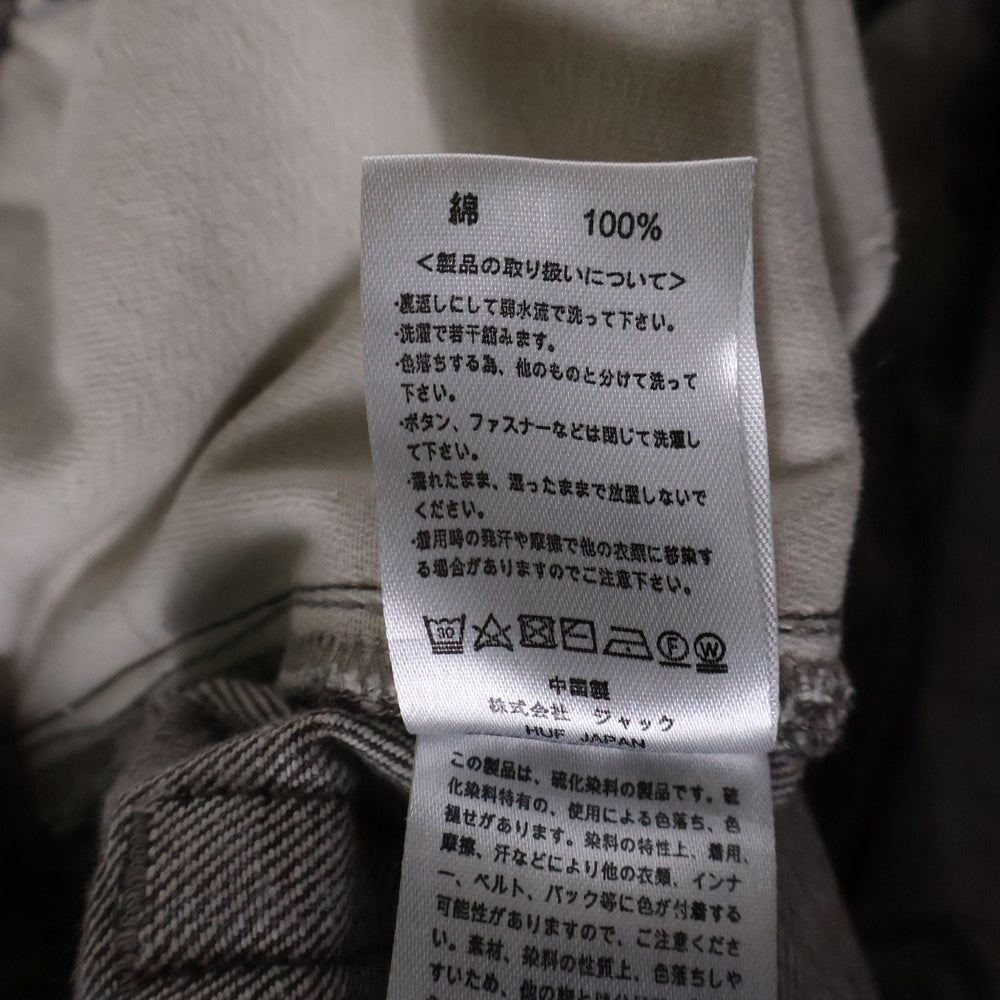 綿 100%
<製品の取り扱いについて>
・裏返しにして弱水流で洗って下さい。
・洗濯で若干縮みます。
・色落ちする為、他のものと分けて洗って
下さい。
・ボタン、ファスナーなどは閉じて洗濯し
て下さい。
・濡れたまま、湿ったままで放置しないで
ください。
・着用時の発汗や摩擦で他の衣類に移染す
る場合がありますのでご注意下さい。
30 F W
中国製
株式会社 ジャック
HUF JAPAN
この製品は、硫化染料の製品です。硫
化染料特有の、使用による色落ち、色
褪せがあります。染料の特性上、着用、
摩擦、汗などにより他の衣類、インナ
ー、ベルト、バック等に色が付着する
可能性がありますので、ご注意くださ
い。素材、染料の性質上、色落ちしや
すいため、他の物と